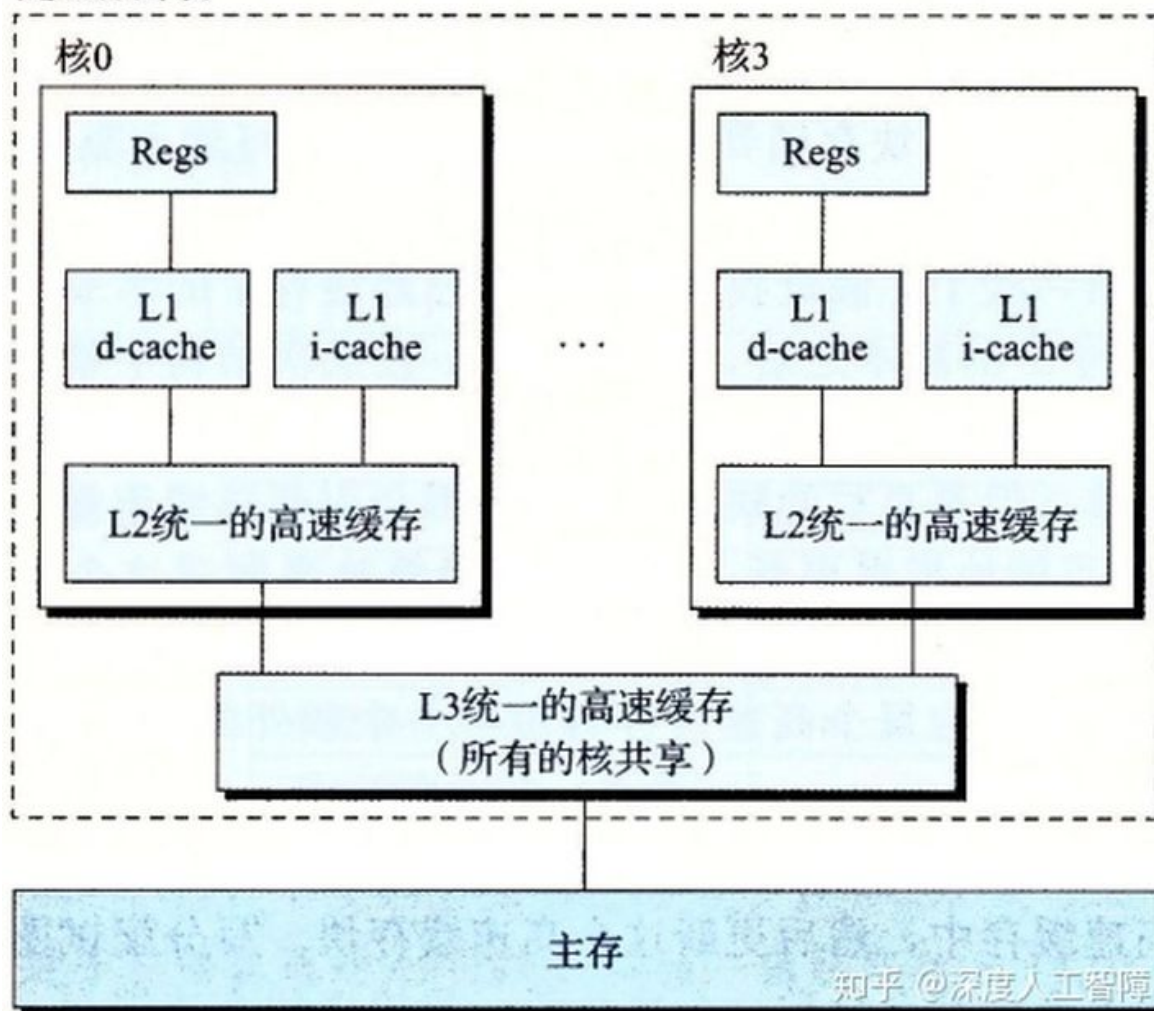 核0
核3
Regs
Regs
L1
d-cache
L1
i-cache
...
L1
d-cache
L1
i-cache
L2统一的高速缓存
L2统一的高速缓存
L3统一的高速缓存
（所有的核共享）
主存
知乎 @深度人工智障